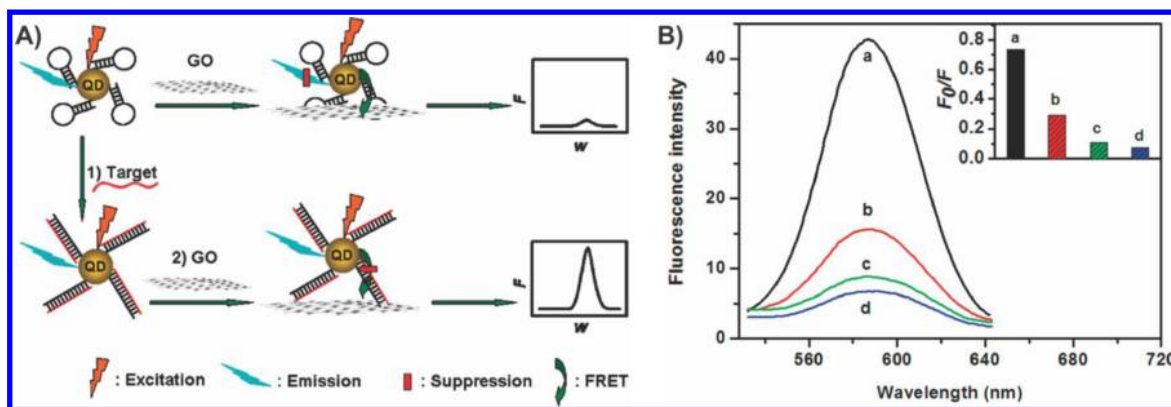 A)
QD
GO
QD
F
w
1) Target
QD
2) GO
QD
F
w
: Excitation
: Emission
: Suppression
: FRET
B)
Fluorescence intensity
40
30
20
10
0
a
b
c
d
560
600
640
680
720
Wavelength (nm)
F0/F
0.8
0.6
0.4
0.2
0.0
a
b
c
d